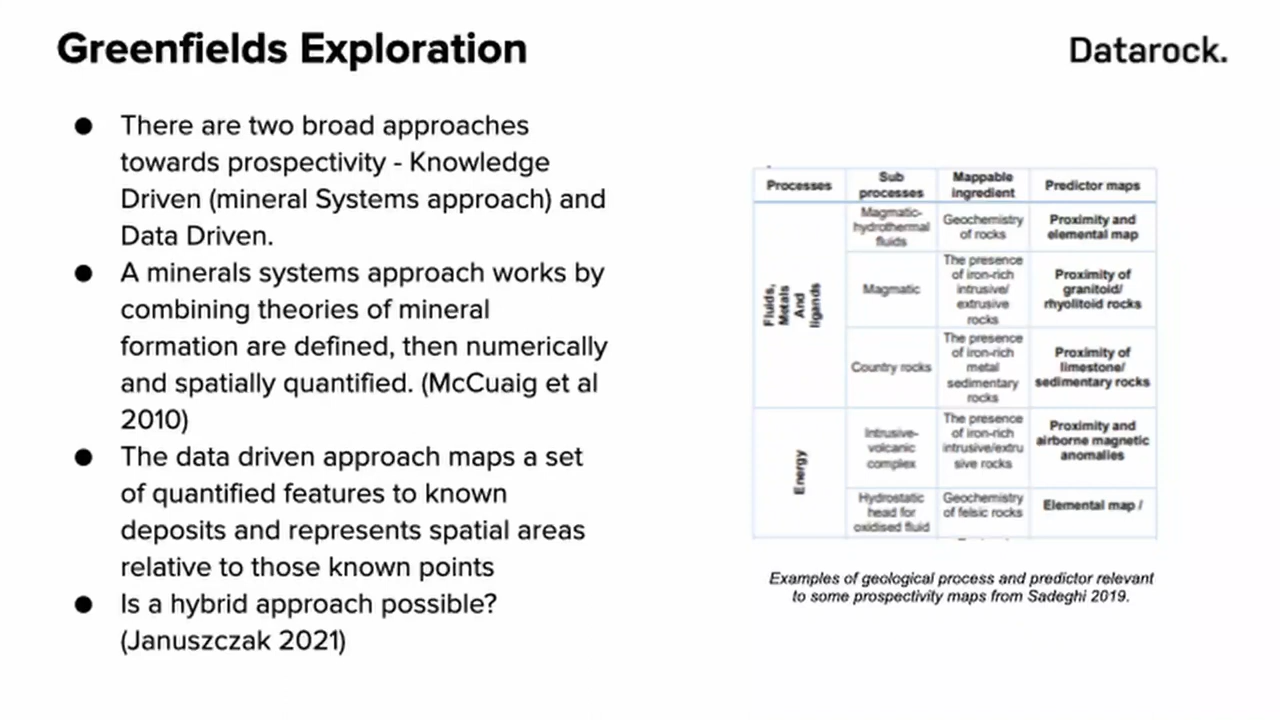 Greenfields Exploration
Datarock.
● There are two broad approaches
towards prospectivity - Knowledge
Driven (mineral Systems approach) and
Data Driven.
● A minerals systems approach works by
combining theories of mineral
formation are defined, then numerically
and spatially quantified. (McCuaig et al
2010)
● The data driven approach maps a set
of quantified features to known
deposits and represents spatial areas
relative to those known points
● Is a hybrid approach possible?
(Januszczak 2021)
Processes
Sub
processes
Mappable
ingredient
Predictor maps
Fluids,
Metals
And
ligands
Magmatic-
hydrothermal
fluids
Geochemistry
of rocks
Proximity and
elemental map
Magmatic
The presence
of iron-rich
intrusive/
extrusive
rocks
Proximity of
granitoid/
rhyolitoid rocks
Country rocks
The presence
of iron-rich
metal
sedimentary
rocks
Proximity of
limestone/
sedimentary rocks
Energy
Intrusive-
volcanic
complex
The presence
of iron-rich
intrusive/extru
sive rocks
Proximity and
airborne magnetic
anomalies
Hydrostatic
head for
oxidised fluid
Geochemistry
of felsic rocks
Elemental map /
Examples of geological process and predictor relevant
to some prospectivity maps from Sadeghi 2019.